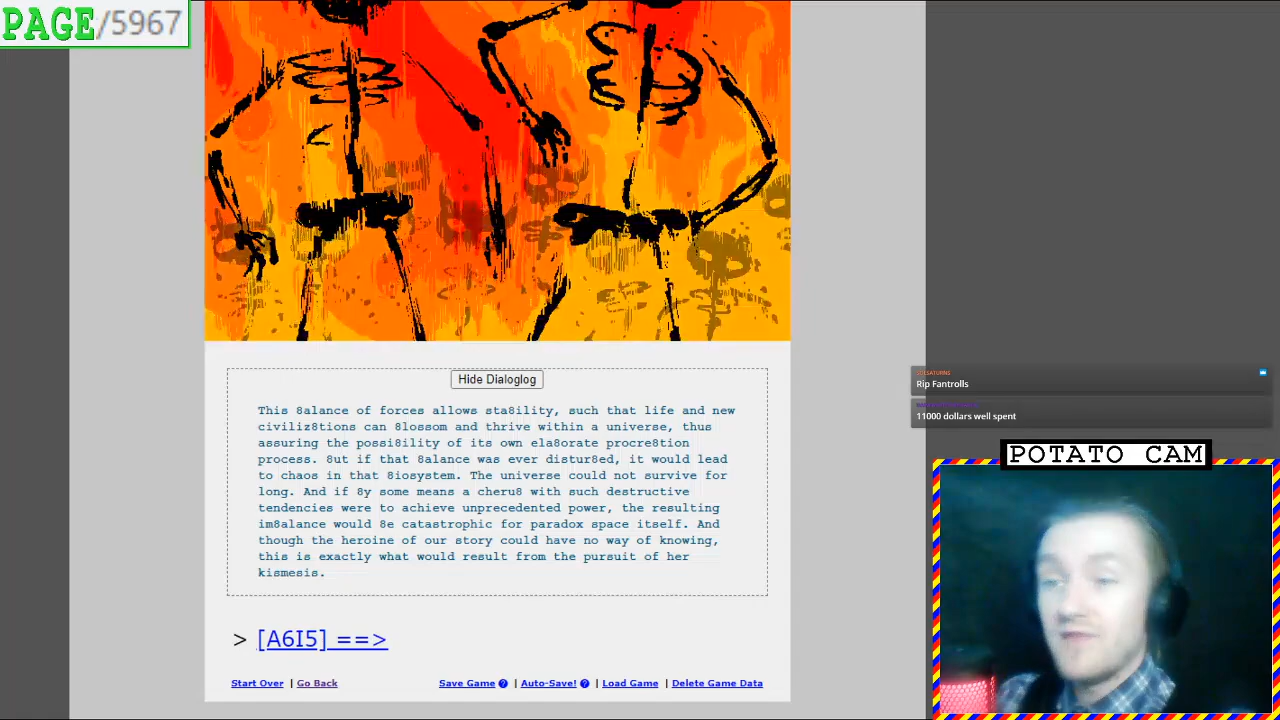 PAGE/5967
Hide Dialoglog
This 8alance of forces allows sta8ility, such that life and new
civiliz8tions can 8lossom and thrive within a universe, thus
assuring the possi8ility of its own ela8orate procre8tion
process. 8ut if that 8alance was ever distur8ed, it would lead
to chaos in that 8iosystem. The universe could not survive for
long. And if 8y some means a cheru8 with such destructive
tendencies were to achieve unprecedented power, the resulting
im8alance would 8e catastrophic for paradox space itself. And
though the heroine of our story could have no way of knowing,
this is exactly what would result from the pursuit of her
kismesis.
> [A6I5] ==>
Start Over | Go Back Save Game ? | Auto-Save! ? | Load Game | Delete Game Data
Rip Fantrolls
11000 dollars well spent
POTATO CAM